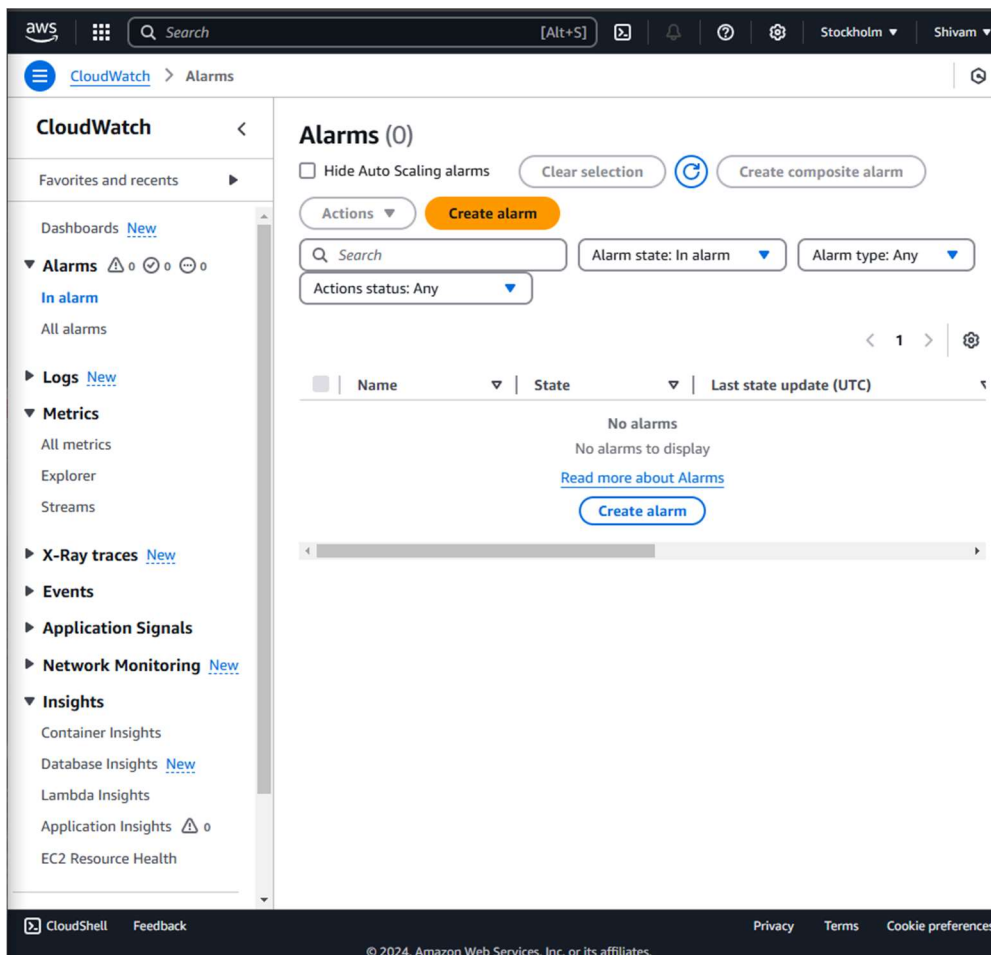 aws Search [Alt+S] Stockholm Shivam
CloudWatch > Alarms
CloudWatch
Favorites and recents
Dashboards New
Alarms 0 0 0
In alarm
All alarms
Logs New
Metrics
All metrics
Explorer
Streams
X-Ray traces New
Events
Application Signals
Network Monitoring New
Insights
Container Insights
Database Insights New
Lambda Insights
Application Insights 0
EC2 Resource Health
Alarms (0)
Hide Auto Scaling alarms Clear selection Create composite alarm
Actions Create alarm
Search Alarm state: In alarm Alarm type: Any
Actions status: Any
< 1 >
Name State Last state update (UTC)
No alarms
No alarms to display
Read more about Alarms
Create alarm
CloudShell Feedback Privacy Terms Cookie preferences
© 2024, Amazon Web Services, Inc. or its affiliates.